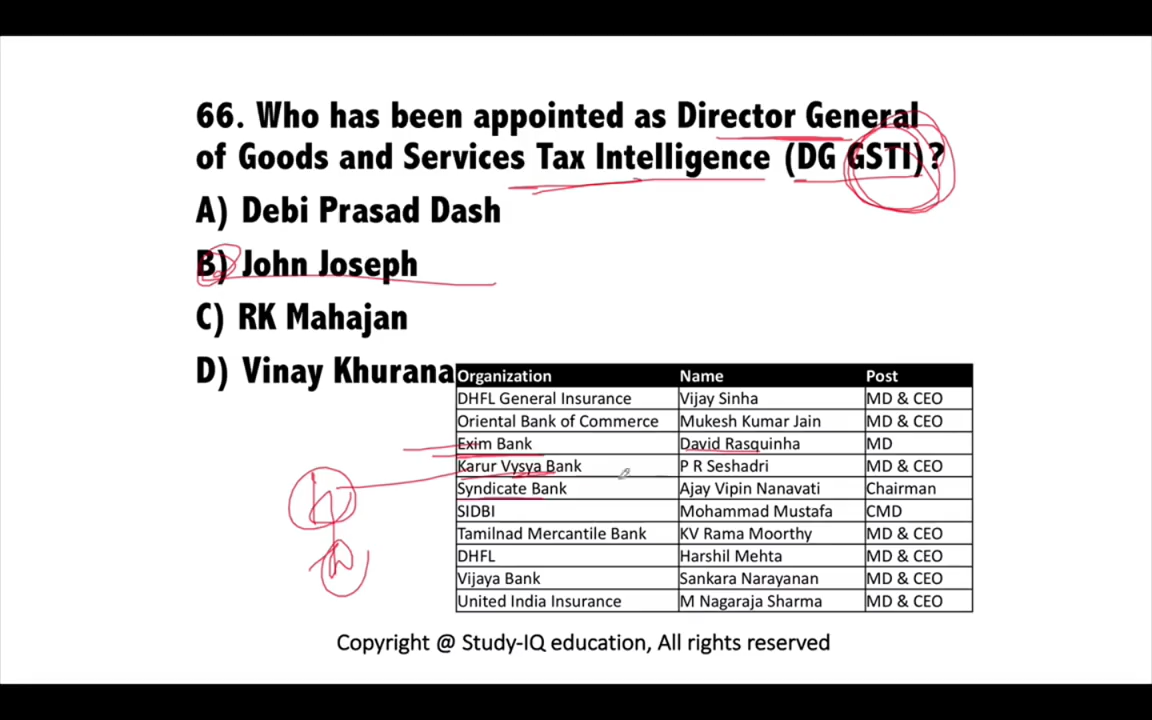 66. Who has been appointed as Director General
of Goods and Services Tax Intelligence (DG GSTI)?
A) Debi Prasad Dash
B) John Joseph
C) RK Mahajan
D) Vinay Khurana
Organization Name Post
DHFL General Insurance Vijay Sinha MD & CEO
Oriental Bank of Commerce Mukesh Kumar Jain MD & CEO
Exim Bank David Rasquinha MD
Karur Vysya Bank P R Seshadri MD & CEO
Syndicate Bank Ajay Vipin Nanavati Chairman
SIDBI Mohammad Mustafa CMD
Tamilnad Mercantile Bank KV Rama Moorthy MD & CEO
DHFL Harshil Mehta MD & CEO
Vijaya Bank Sankara Narayanan MD & CEO
United India Insurance M Nagaraja Sharma MD & CEO
Copyright @ Study-IQ education, All rights reserved